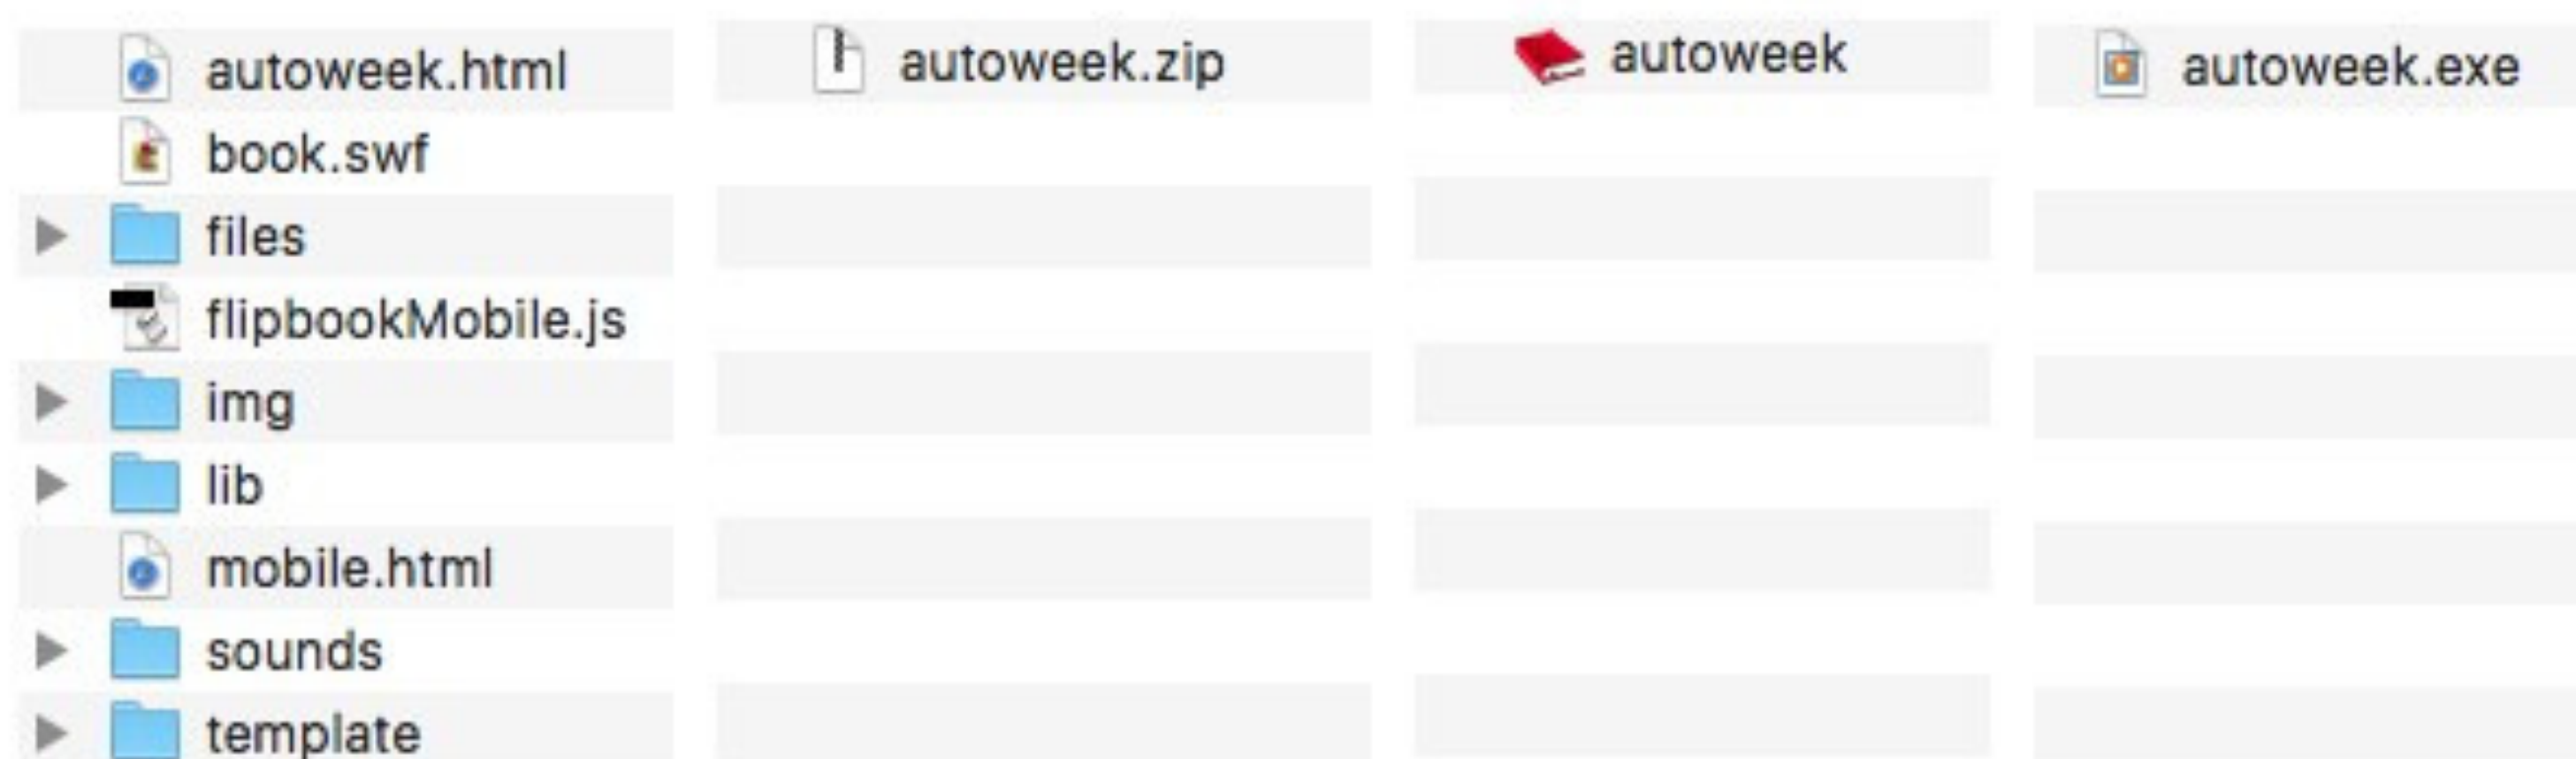 autoweek.html
book.swf
files
flipbookMobile.js
img
lib
mobile.html
sounds
template
autoweek.zip
autoweek
autoweek.exe